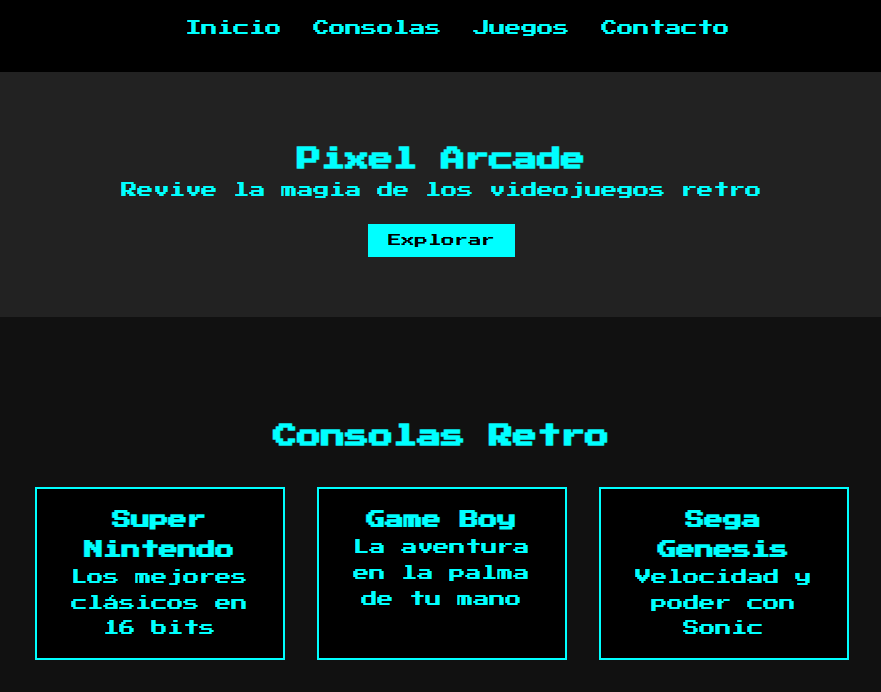 Inicio Consolas Juegos Contacto
Pixel Arcade
Revive la magia de los videojuegos retro
Explorar
Consolas Retro
Super
Nintendo
Los mejores
clásicos en
16 bits
Game Boy
La aventura
en la palma
de tu mano
Sega
Genesis
Velocidad y
poder con
Sonic